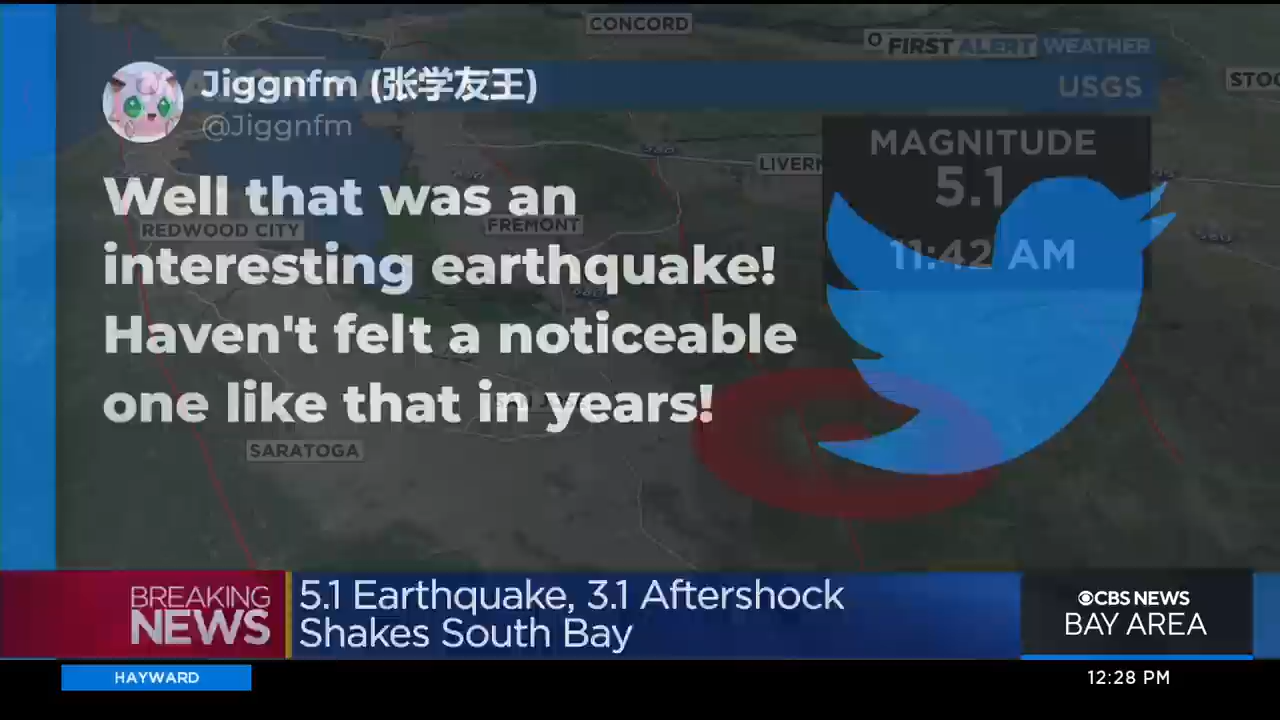 CONCORD
FIRST ALERT WEATHER
USGS
Jiggnfm (张学友王)
@Jiggnfm
MAGNITUDE
5.1
11:42 AM
LIVERM
STOC
Well that was an
interesting earthquake!
Haven't felt a noticeable
one like that in years!
REDWOOD CITY
FREMONT
SARATOGA
BREAKING
NEWS
5.1 Earthquake, 3.1 Aftershock
Shakes South Bay
CBS NEWS
BAY AREA
HAYWARD
12:28 PM